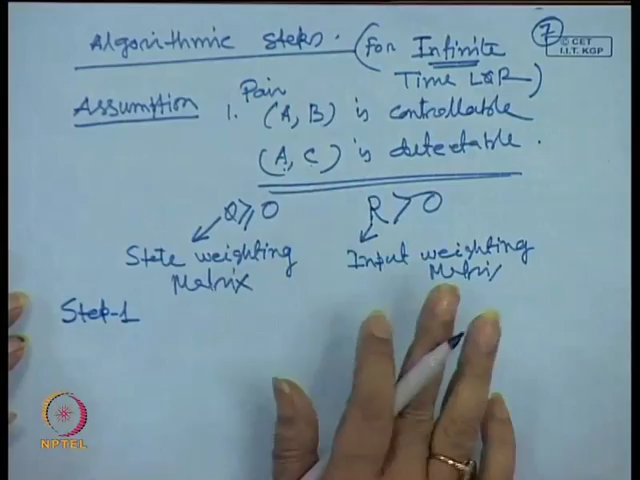 Algorithmic Steps. (For Infinite
Time LQR)
7
© CET
I.I.T. KGP
Assumption
Pair
1. (A, B) is controllable
(A, C) is detectable.
Q ≥ 0 R > 0
State weighting Matrix
Input weighting Matrix
Step-1
NPTEL